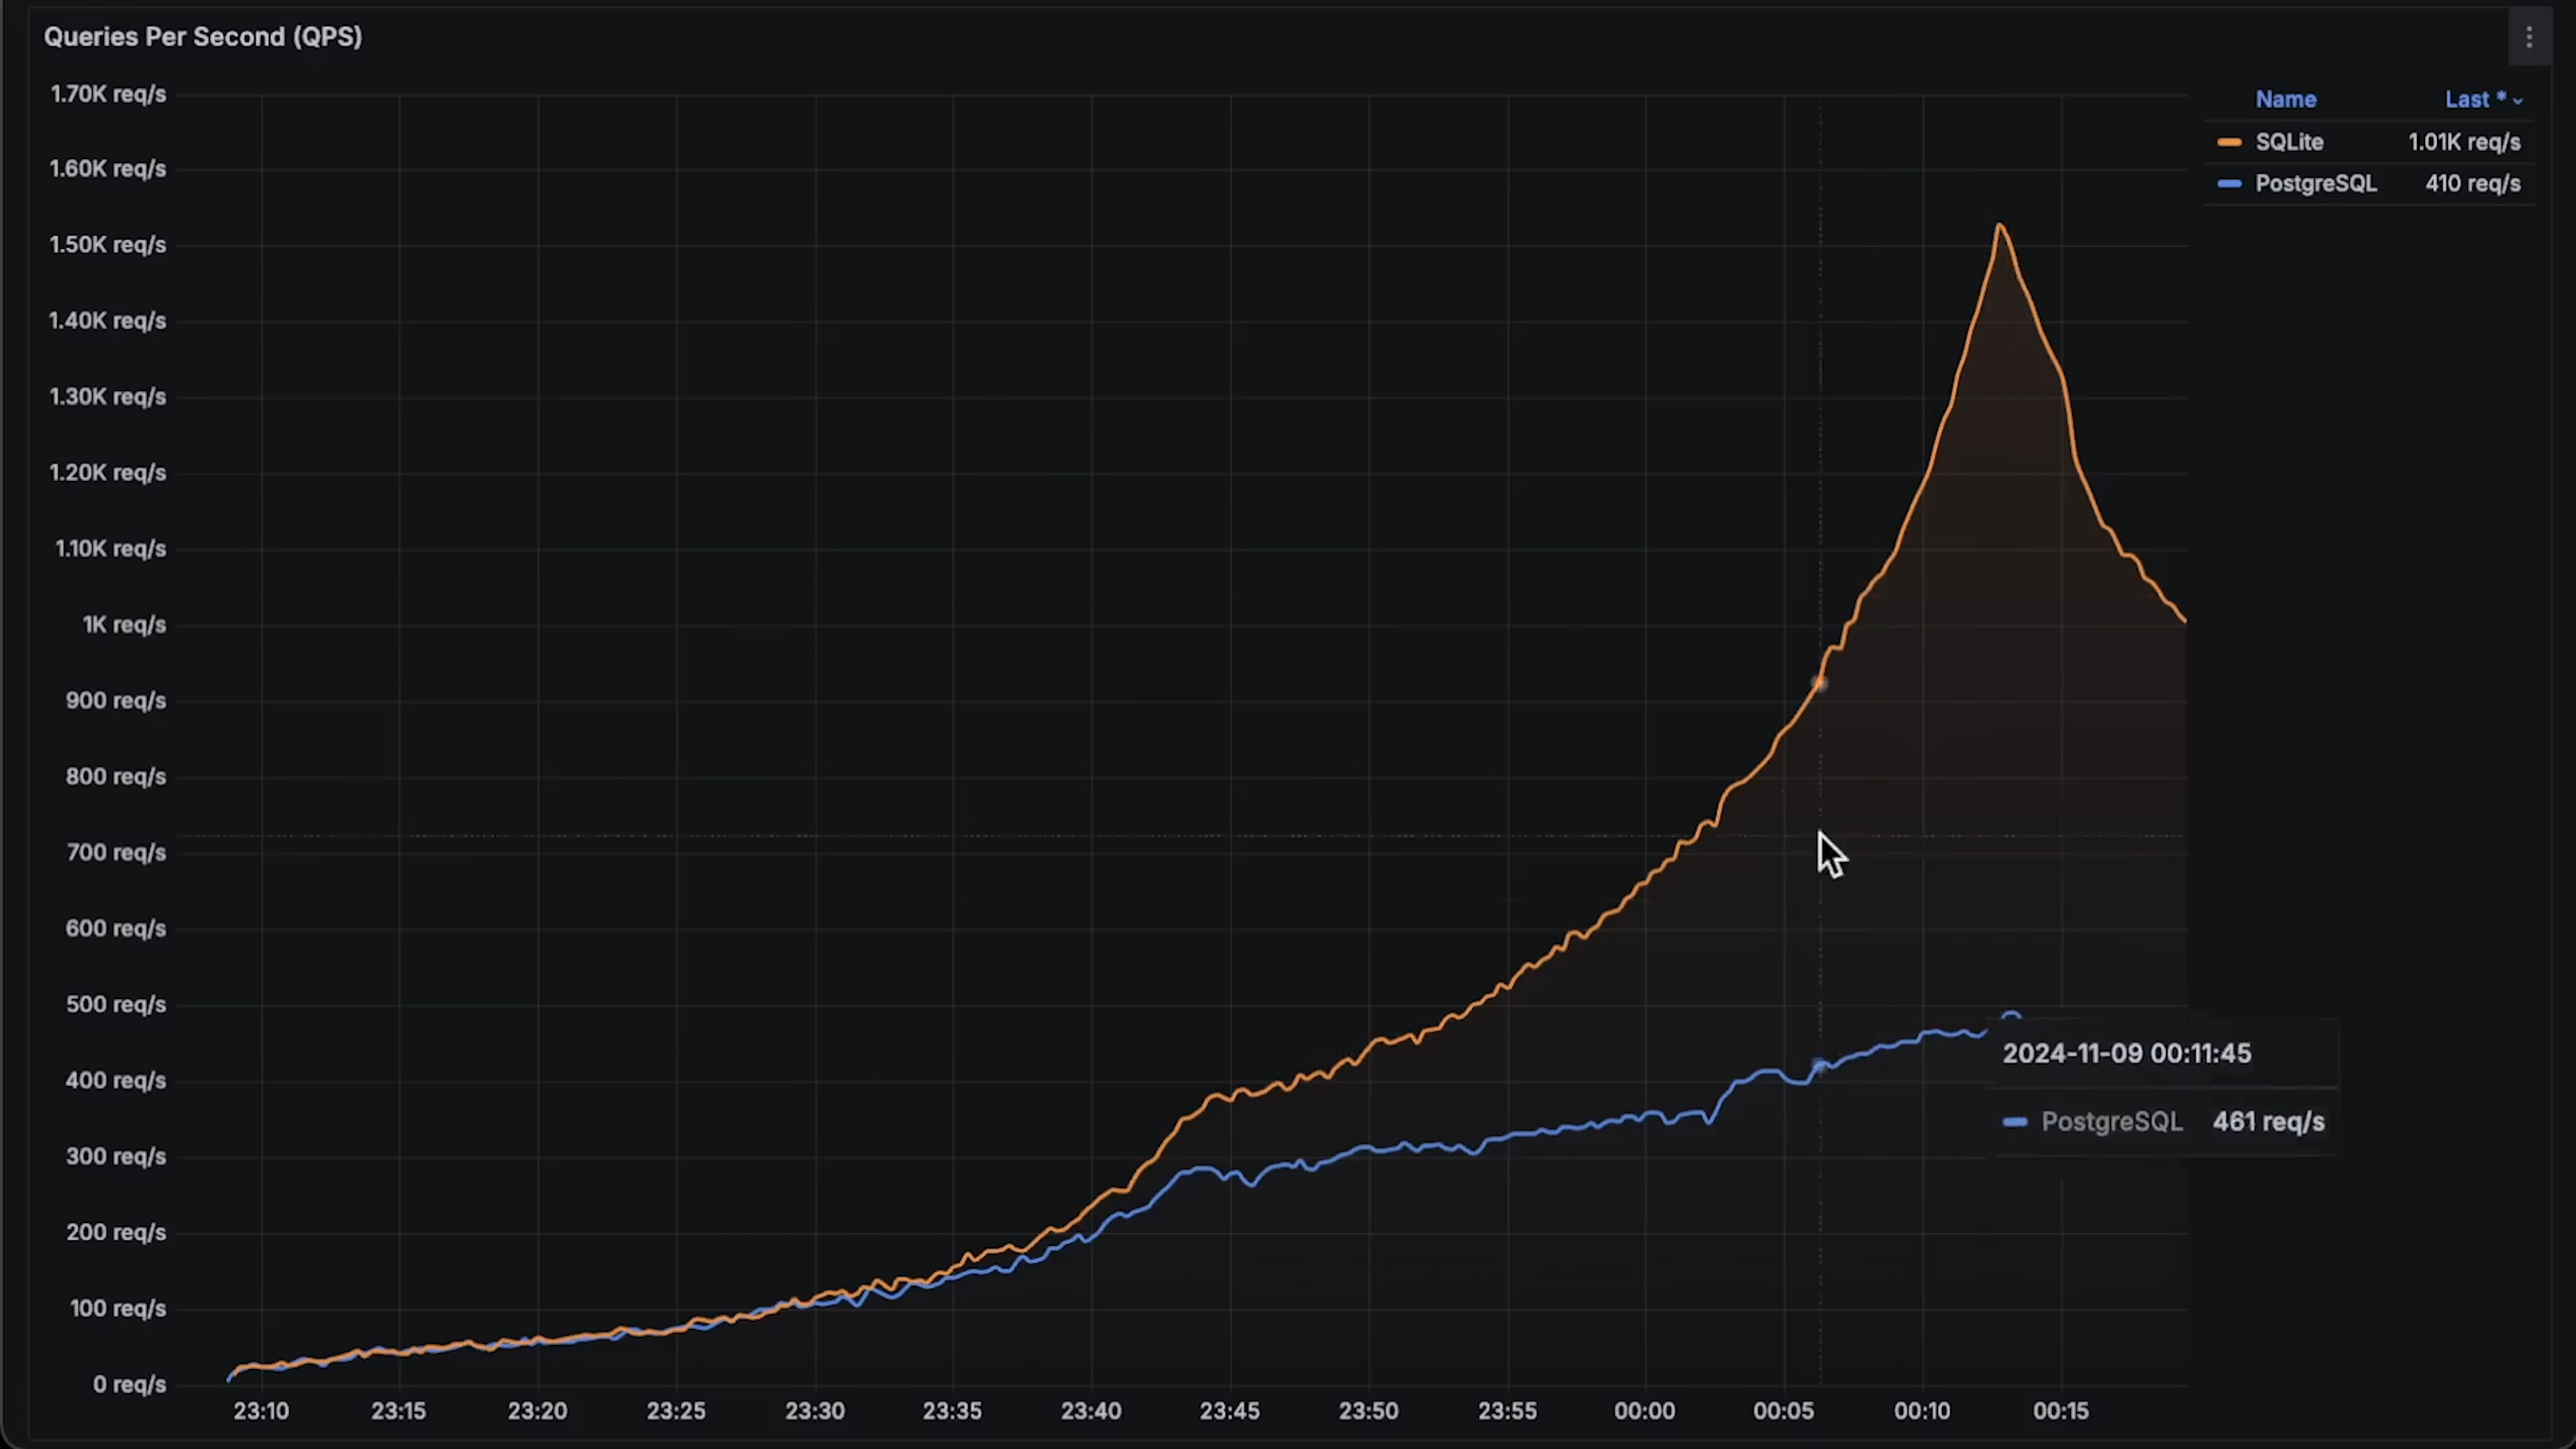 Queries Per Second (QPS)
1.70K req/s
1.60K req/s
1.50K req/s
1.40K req/s
1.30K req/s
1.20K req/s
1.10K req/s
1K req/s
900 req/s
800 req/s
700 req/s
600 req/s
500 req/s
400 req/s
300 req/s
200 req/s
100 req/s
0 req/s
23:10 23:15 23:20 23:25 23:30 23:35 23:40 23:45 23:50 23:55 00:00 00:05 00:10 00:15
Name Last *
SQLite 1.01K req/s
PostgreSQL 410 req/s
2024-11-09 00:11:45
PostgreSQL 461 req/s